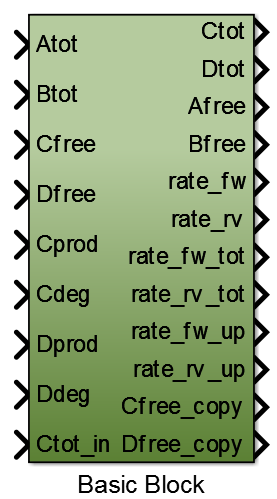 Atot
Btot
Cfree
Dfree
Cprod
Cdeg
Dprod
Ddeg
Ctot_in
Ctot
Dtot
Afree
Bfree
rate_fw
rate_rv
rate_fw_tot
rate_rv_tot
rate_fw_up
rate_rv_up
Cfree_copy
Dfree_copy
Basic Block